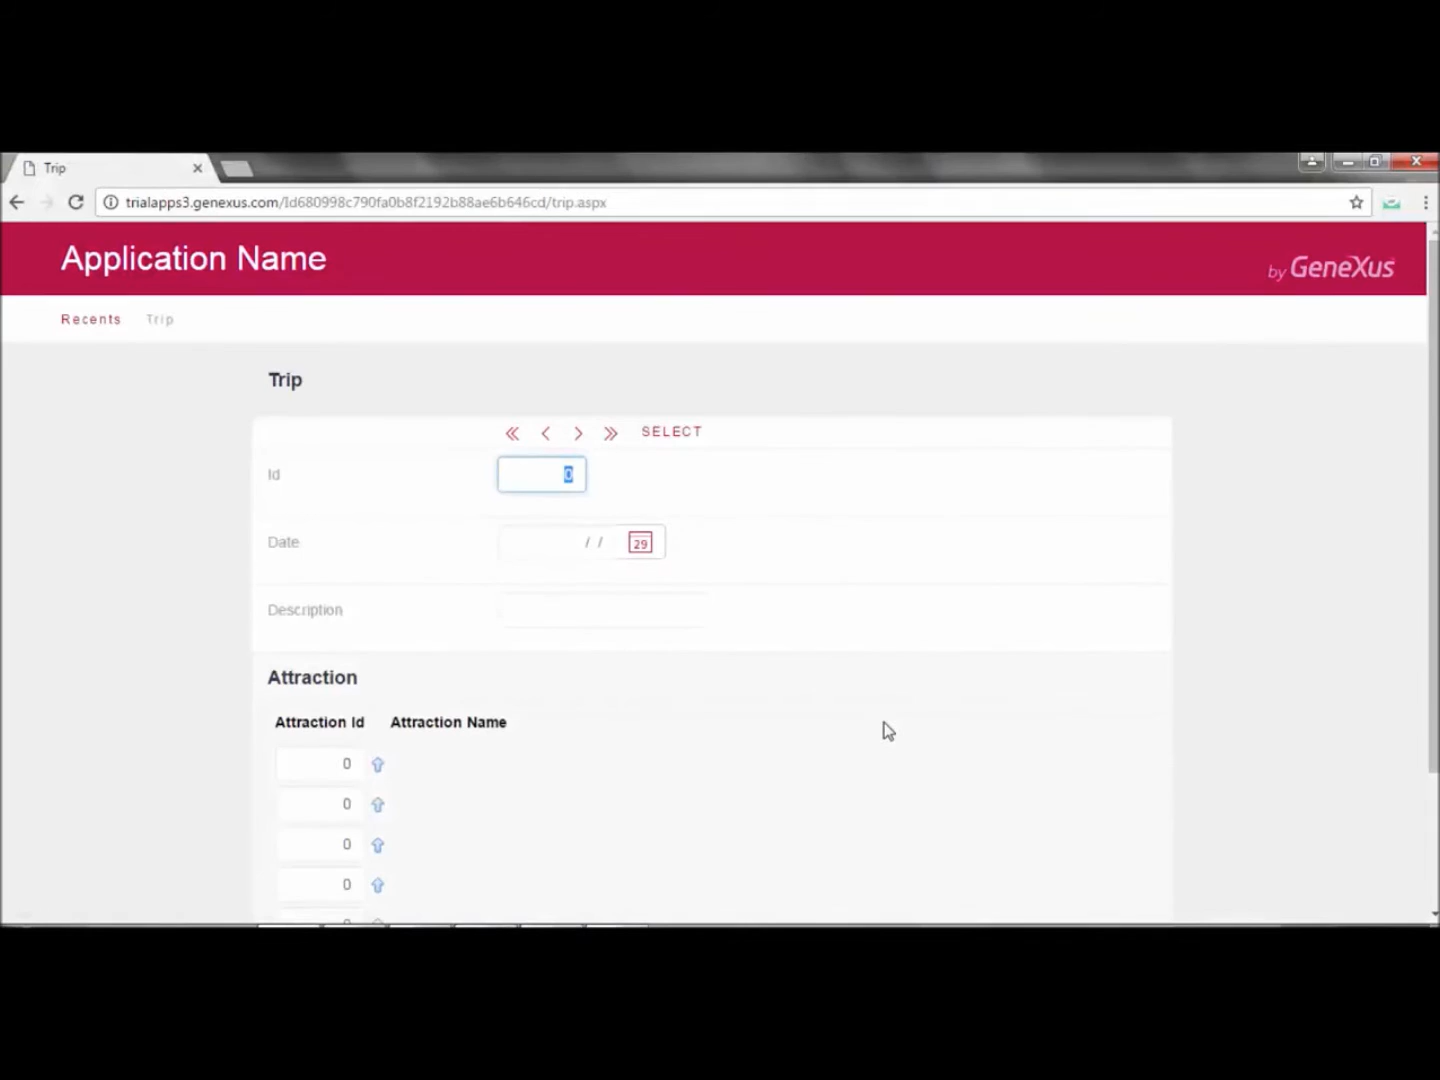 Trip
trialapps3.genexus.com/Id680998c790fa0b8f2192b88ae6b646cd/trip.aspx
Application Name
by GeneXus
Recents Trip
Trip
SELECT
Id 0
Date / / 29
Description
Attraction
Attraction Id Attraction Name
0
0
0
0
0